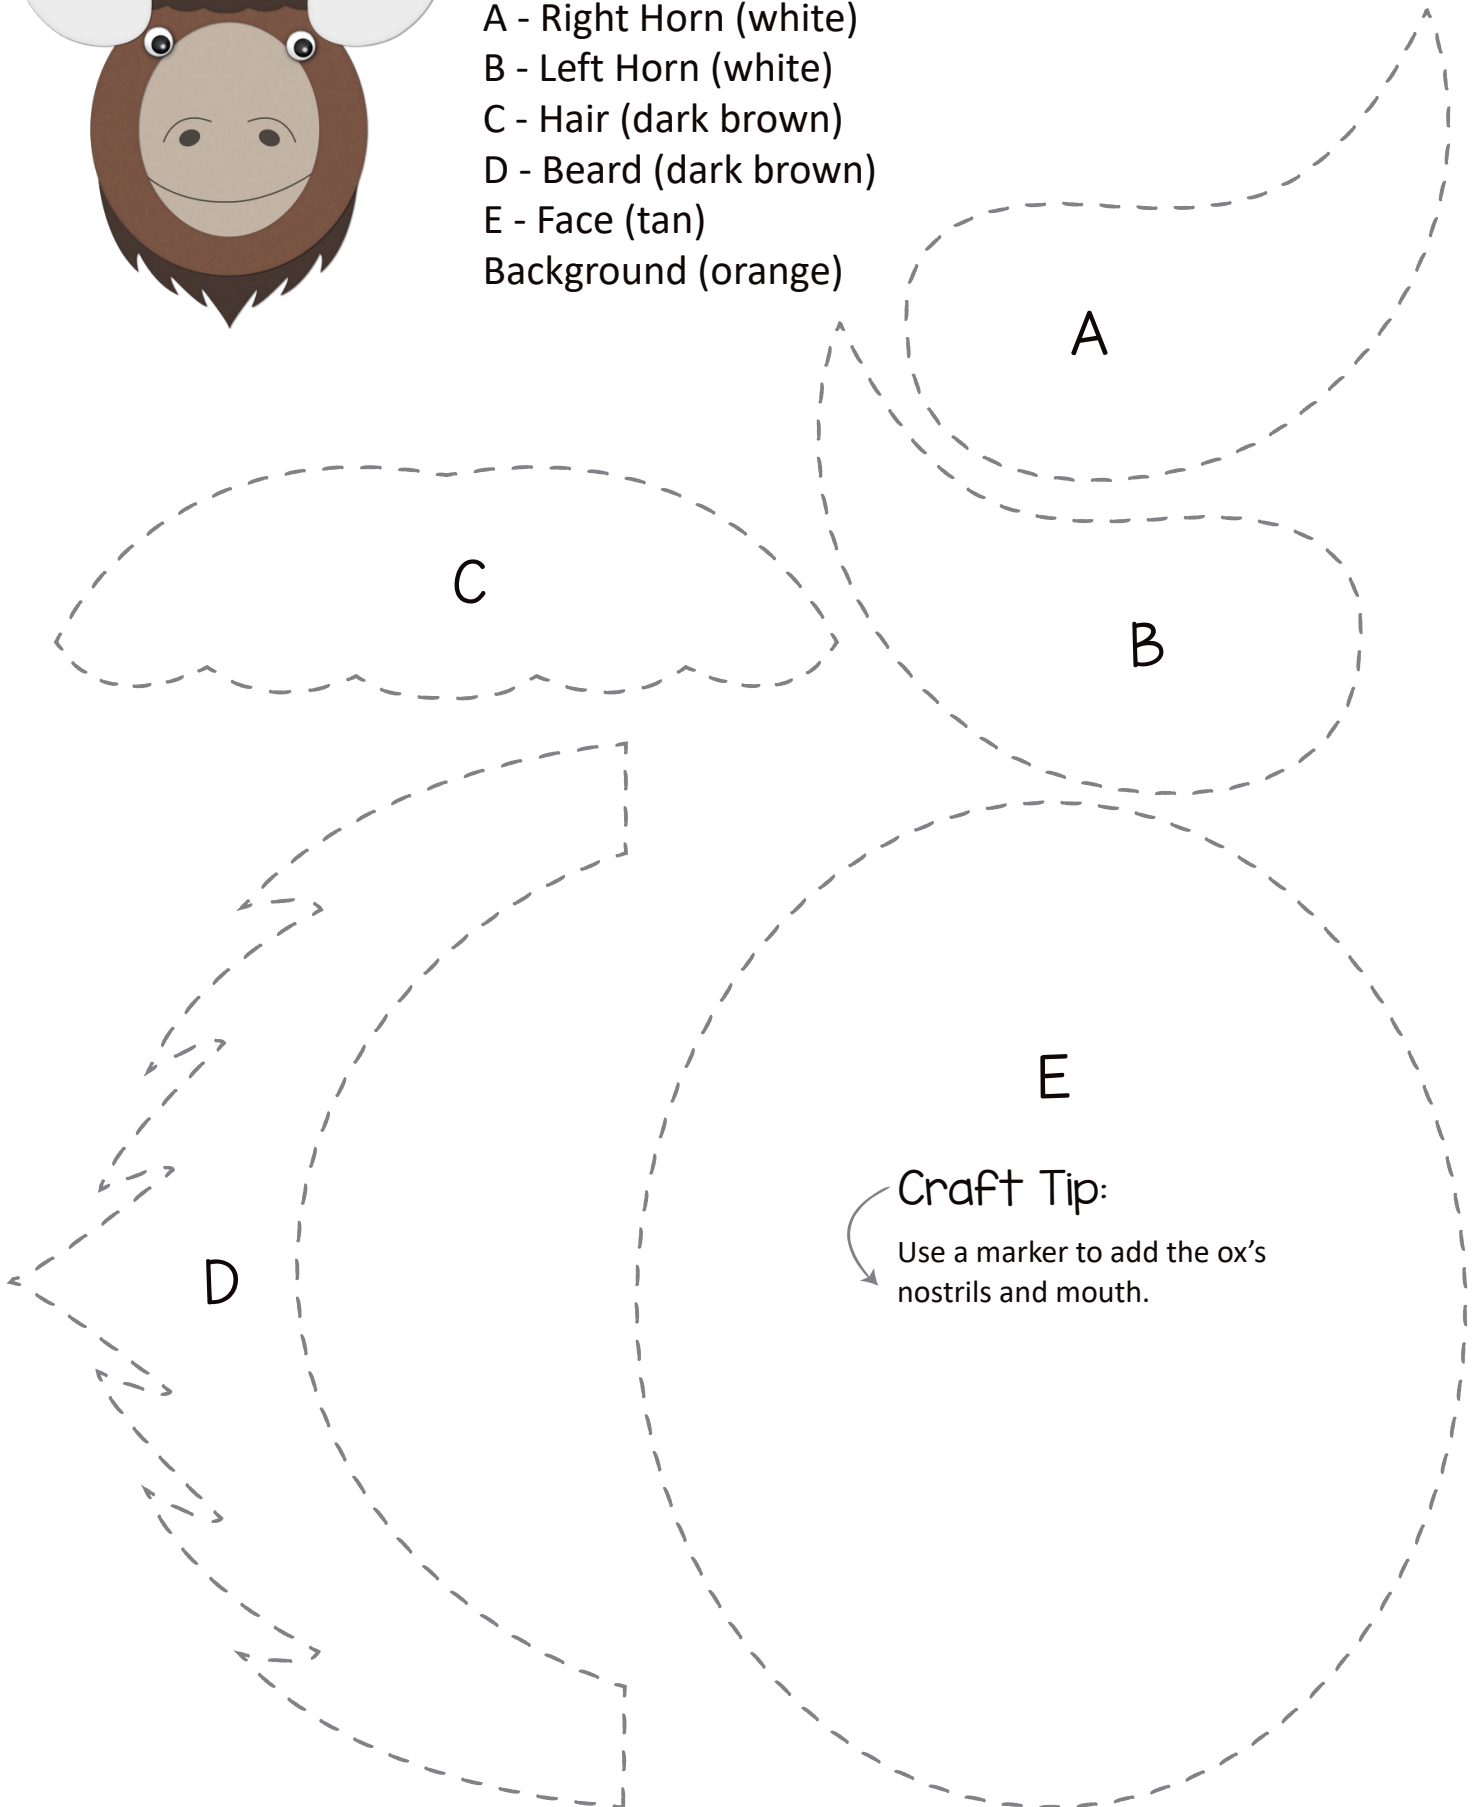 A - Right Horn (white)
B - Left Horn (white)
C - Hair (dark brown)
D - Beard (dark brown)
E - Face (tan)
Background (orange)
A
C
B
E
Craft Tip:
Use a marker to add the ox’s
nostrils and mouth.
D